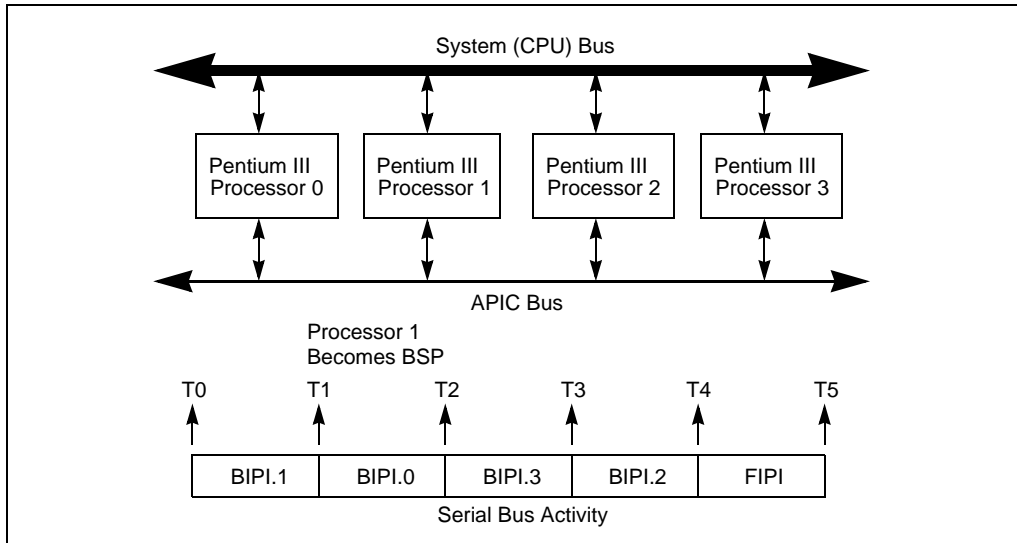 System (CPU) Bus
Pentium III
Processor 0
Pentium III
Processor 1
Pentium III
Processor 2
Pentium III
Processor 3
APIC Bus
Processor 1
Becomes BSP
T0 T1 T2 T3 T4 T5
BIPI.1 BIPI.0 BIPI.3 BIPI.2 FIPI
Serial Bus Activity